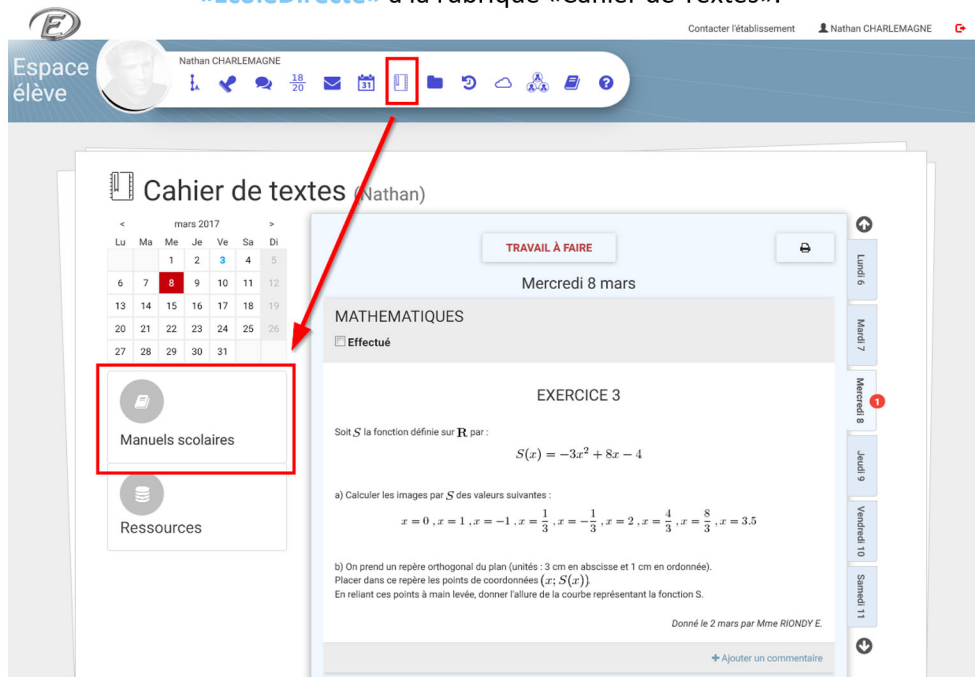 «EcoleDirecte» à la rubrique «Cahier de Textes».
E
Contacter l'établissement Nathan CHARLEMAGNE
Espace élève
Nathan CHARLEMAGNE
18
20
31
?
Cahier de textes (Nathan)
< mars 2017 >
Lu Ma Me Je Ve Sa Di
1 2 3 4 5
6 7 8 9 10 11 12
13 14 15 16 17 18 19
20 21 22 23 24 25 26
27 28 29 30 31
Manuels scolaires
Ressources
TRAVAIL À FAIRE
Mercredi 8 mars
MATHEMATIQUES
Effectué
EXERCICE 3
Soit S la fonction définie sur R par :
S(x) = −3x² + 8x − 4
a) Calculer les images par S des valeurs suivantes :
x = 0 , x = 1 , x = −1 , x = 1/3 , x = −1/3 , x = 2 , x = 4/3 , x = 8/3 , x = 3.5
b) On prend un repère orthogonal du plan (unités : 3 cm en abscisse et 1 cm en ordonnée).
Placer dans ce repère les points de coordonnées (x; S(x))
En reliant ces points à main levée, donner l'allure de la courbe représentant la fonction S.
Donné le 2 mars par Mme RIONDY E.
+ Ajouter un commentaire
Lundi 6
Mardi 7
Mercredi 8
1
Jeudi 9
Vendredi 10
Samedi 11